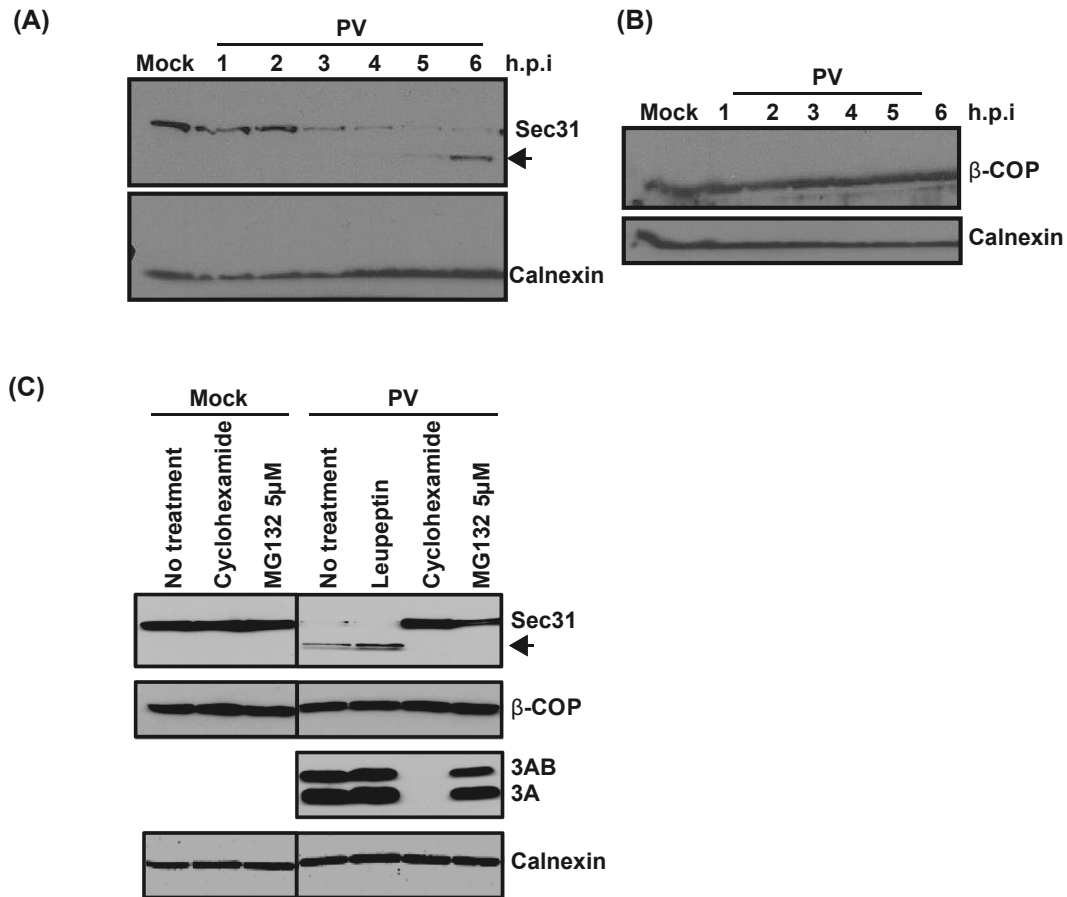 (A)
PV
Mock 1 2 3 4 5 6 h.p.i
Sec31
Calnexin
(B)
PV
Mock 1 2 3 4 5 6 h.p.i
β-COP
Calnexin
(C)
Mock PV
No treatment
Cyclohexamide
MG132 5µM
No treatment
Leupeptin
Cyclohexamide
MG132 5µM
Sec31
β-COP
3AB
3A
Calnexin